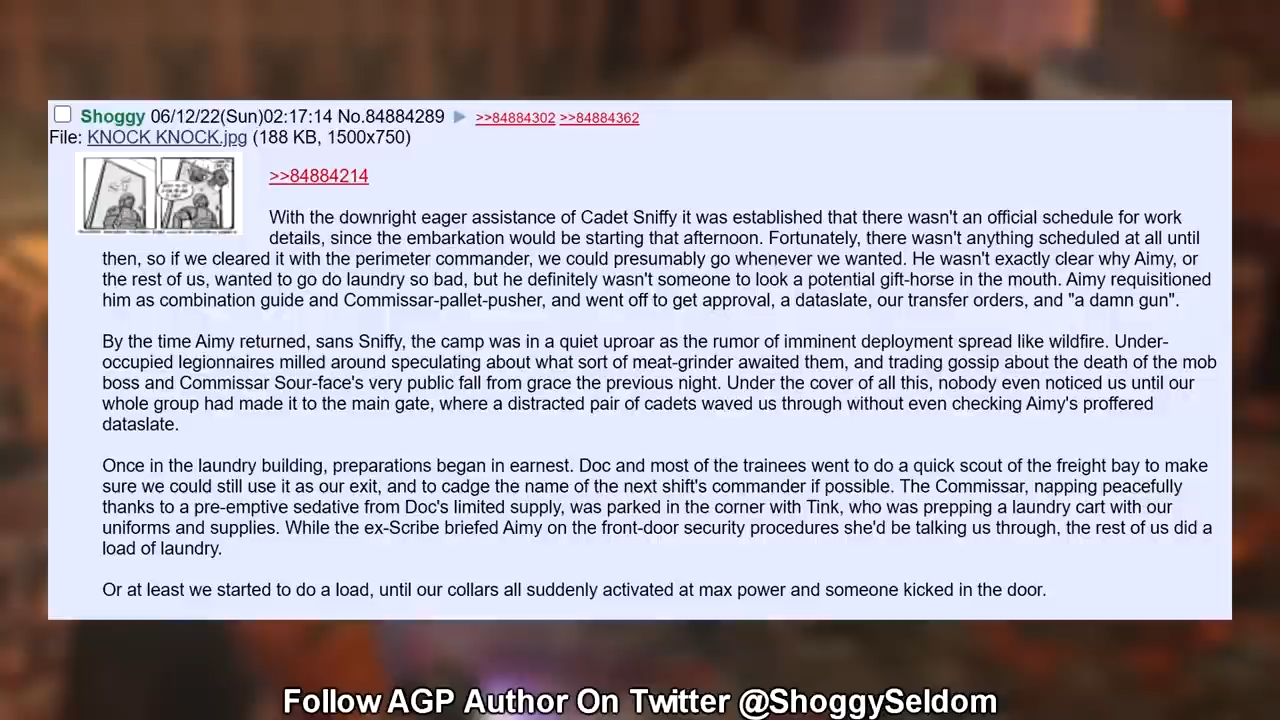 Shoggy 06/12/22(Sun)02:17:14 No.84884289 ▶ >>84884302 >>84884362
File: KNOCK KNOCK.jpg (188 KB, 1500x750)
>>84884214
With the downright eager assistance of Cadet Sniffy it was established that there wasn't an official schedule for work
details, since the embarkation would be starting that afternoon. Fortunately, there wasn't anything scheduled at all until
then, so if we cleared it with the perimeter commander, we could presumably go whenever we wanted. He wasn't exactly clear why Aimy, or
the rest of us, wanted to go do laundry so bad, but he definitely wasn't someone to look a potential gift-horse in the mouth. Aimy requisitioned
him as combination guide and Commissar-pallet-pusher, and went off to get approval, a dataslate, our transfer orders, and "a damn gun".
By the time Aimy returned, sans Sniffy, the camp was in a quiet uproar as the rumor of imminent deployment spread like wildfire. Under-
occupied legionnaires milled around speculating about what sort of meat-grinder awaited them, and trading gossip about the death of the mob
boss and Commissar Sour-face's very public fall from grace the previous night. Under the cover of all this, nobody even noticed us until our
whole group had made it to the main gate, where a distracted pair of cadets waved us through without even checking Aimy's proffered
dataslate.
Once in the laundry building, preparations began in earnest. Doc and most of the trainees went to do a quick scout of the freight bay to make
sure we could still use it as our exit, and to cadge the name of the next shift's commander if possible. The Commissar, napping peacefully
thanks to a pre-emptive sedative from Doc's limited supply, was parked in the corner with Tink, who was prepping a laundry cart with our
uniforms and supplies. While the ex-Scribe briefed Aimy on the front-door security procedures she'd be talking us through, the rest of us did a
load of laundry.
Or at least we started to do a load, until our collars all suddenly activated at max power and someone kicked in the door.
Follow AGP Author On Twitter @ShoggySeldom